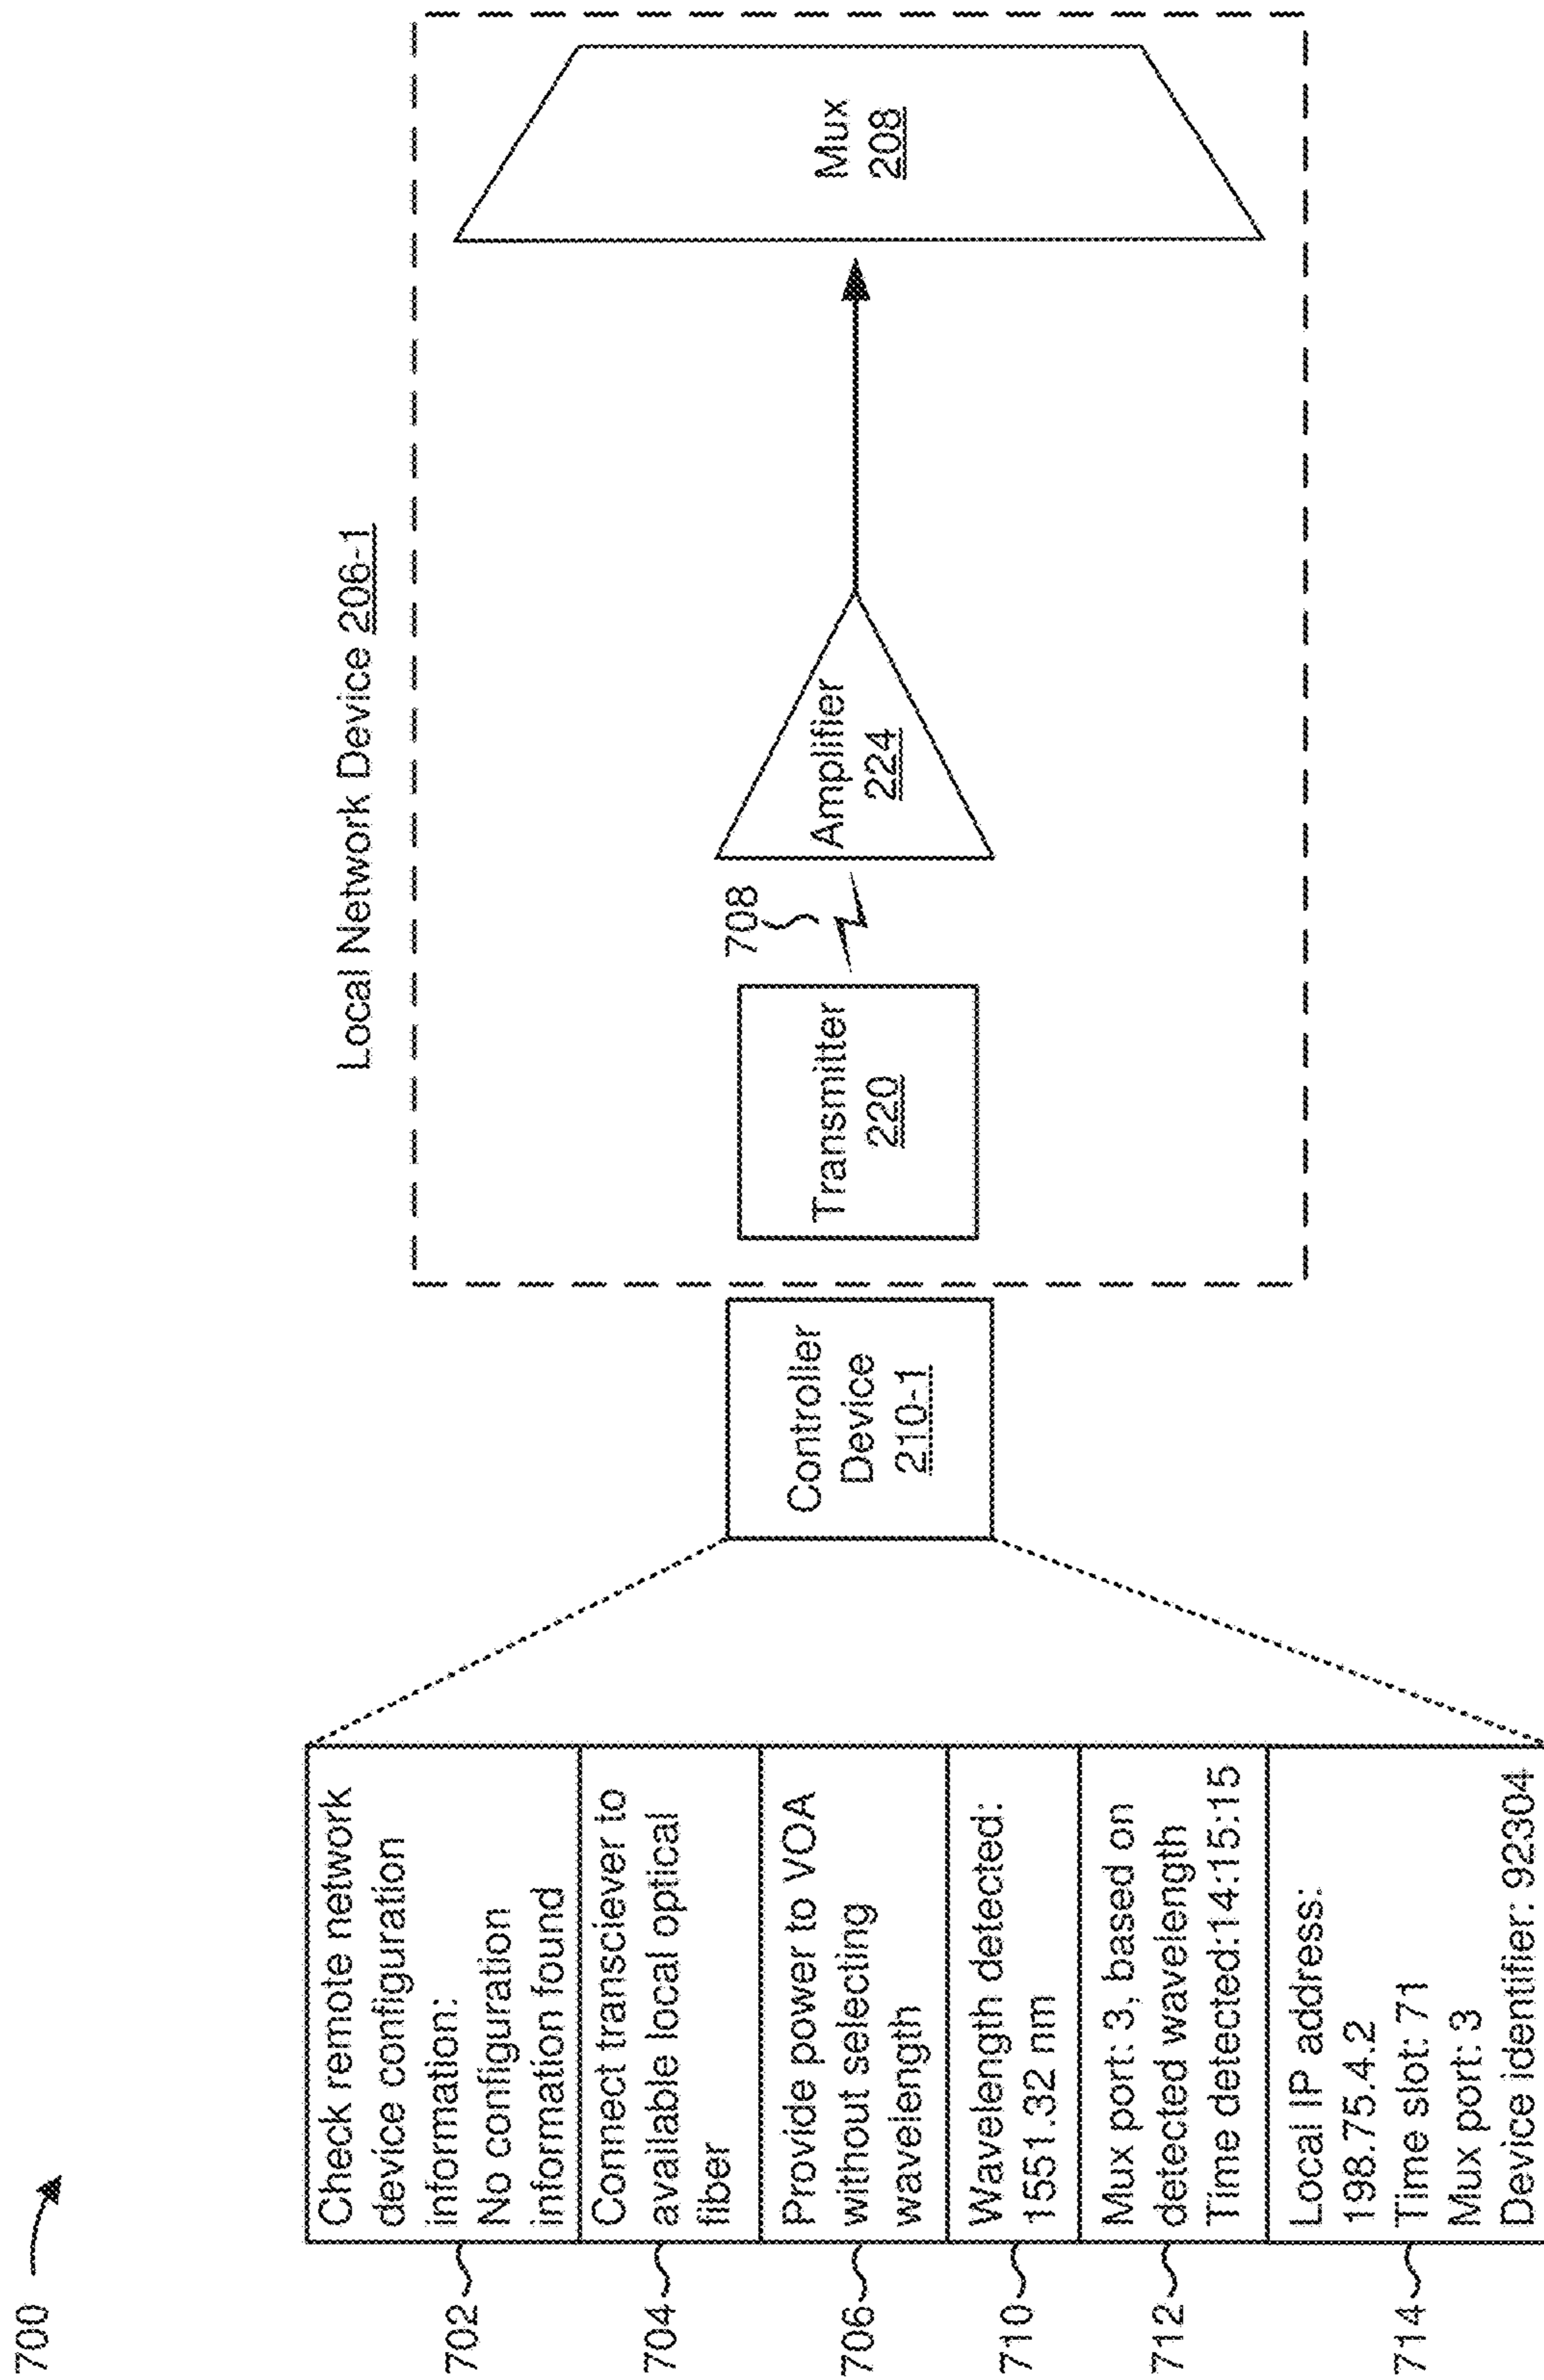 700
Local Network Device 206-1
702
Check remote network
device configuration
information:
No configuration
information found
704
Connect transciever to
available local optical
fiber
706
Provide power to VOA
without selecting
wavelength
710
Wavelength detected:
1551.32 nm
712
Mux port: 3, based on
detected wavelength
Time detected:14:15:15
714
Local IP address:
198.75.4.2
Time slot: 71
Mux port: 3
Device identifier: 92304
Controller
Device
210-1
Transmitter
220
708
Amplifier
224
Mux
208